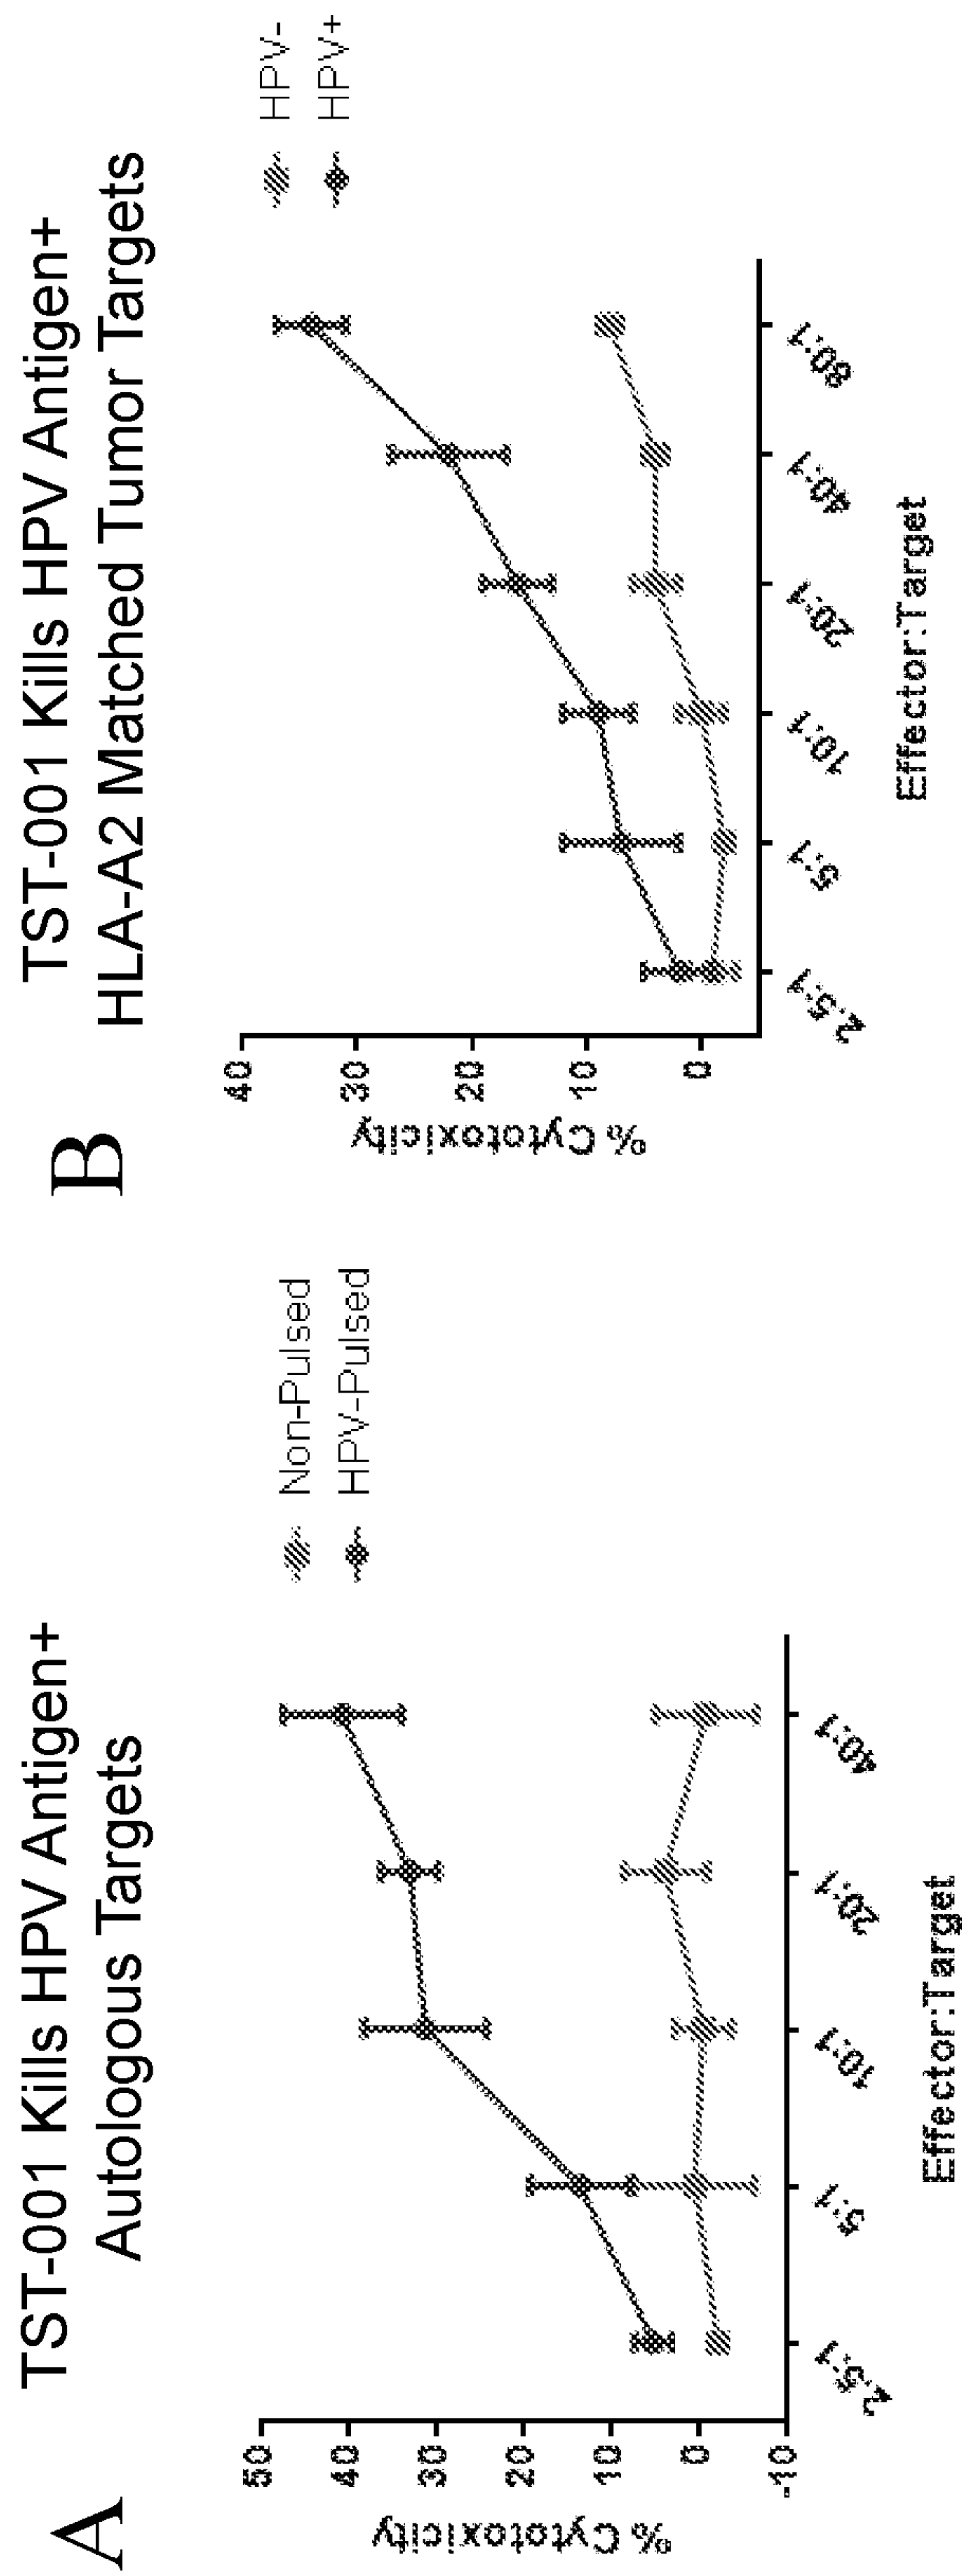 A
TST-001 Kills HPV Antigen+
Autologous Targets
Non-Pulsed
HPV-Pulsed
% Cytotoxicity
50
40
30
20
10
0
-10
2.5:1
5:1
10:1
20:1
40:1
Effector:Target
B
TST-001 Kills HPV Antigen+
HLA-A2 Matched Tumor Targets
HPV-
HPV+
% Cytotoxicity
40
30
20
10
0
2.5:1
5:1
10:1
20:1
40:1
80:1
Effector:Target